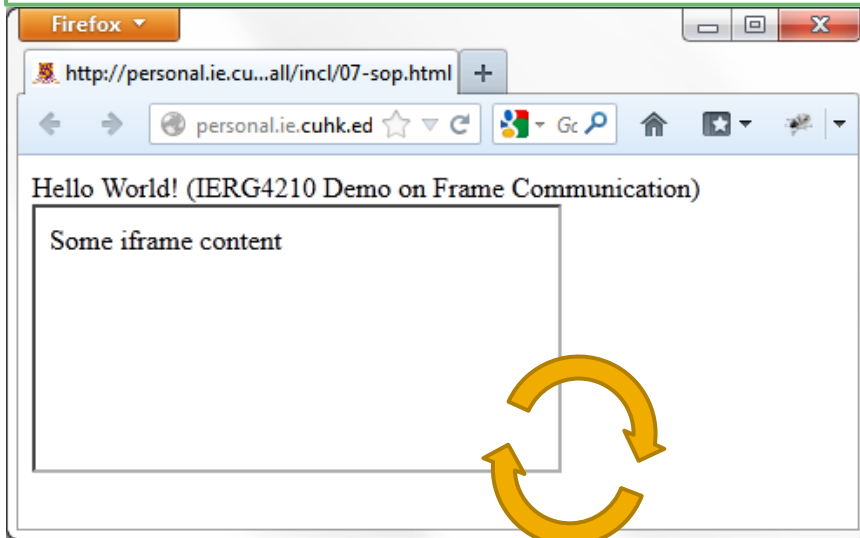 Firefox
http://personal.ie.cu...all/incl/07-sop.html
personal.ie.cuhk.ed
Gc
Hello World! (IERG4210 Demo on Frame Communication)
Some iframe content